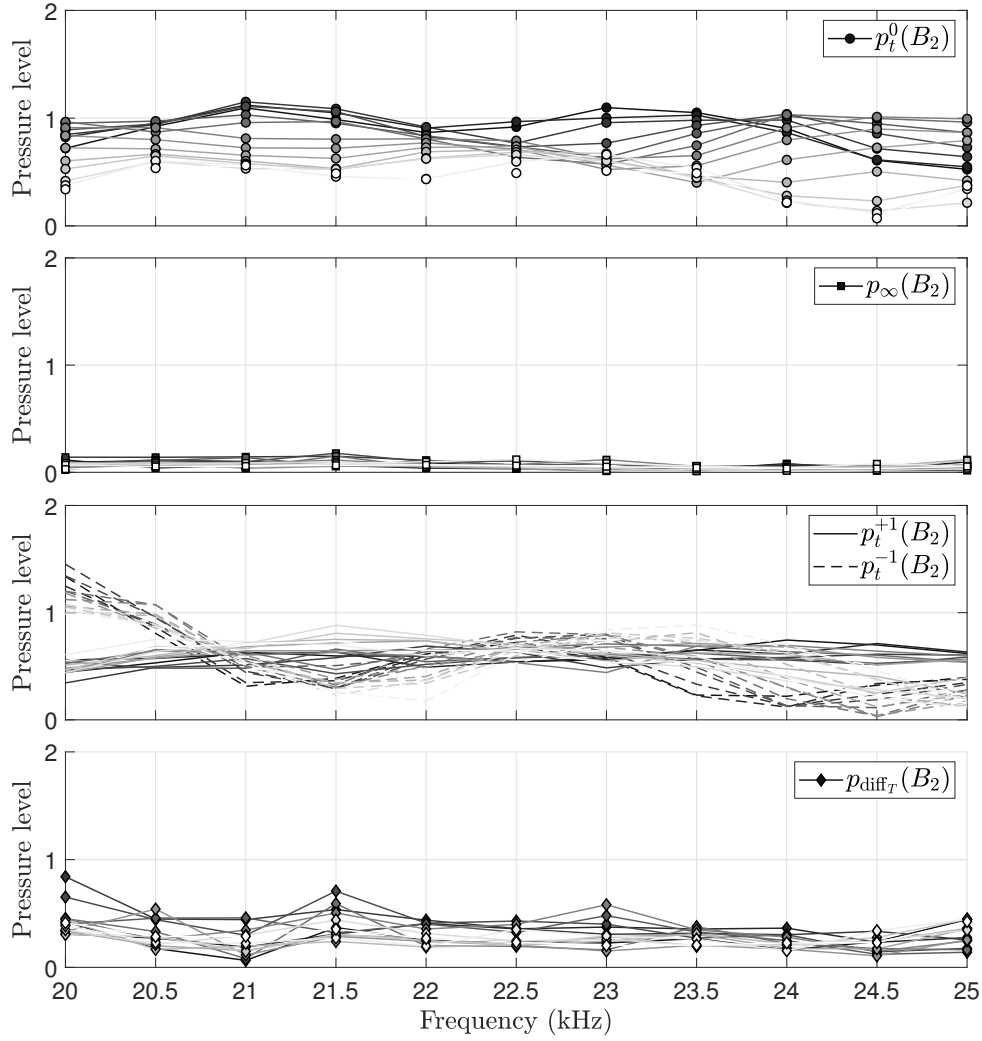 2
1
0
Pressure level
p_t^0(B_2)
2
1
0
Pressure level
p_∞(B_2)
2
1
0
Pressure level
p_t^{+1}(B_2)
p_t^{-1}(B_2)
2
1
0
Pressure level
p_{diff_T}(B_2)
20 20.5 21 21.5 22 22.5 23 23.5 24 24.5 25
Frequency (kHz)